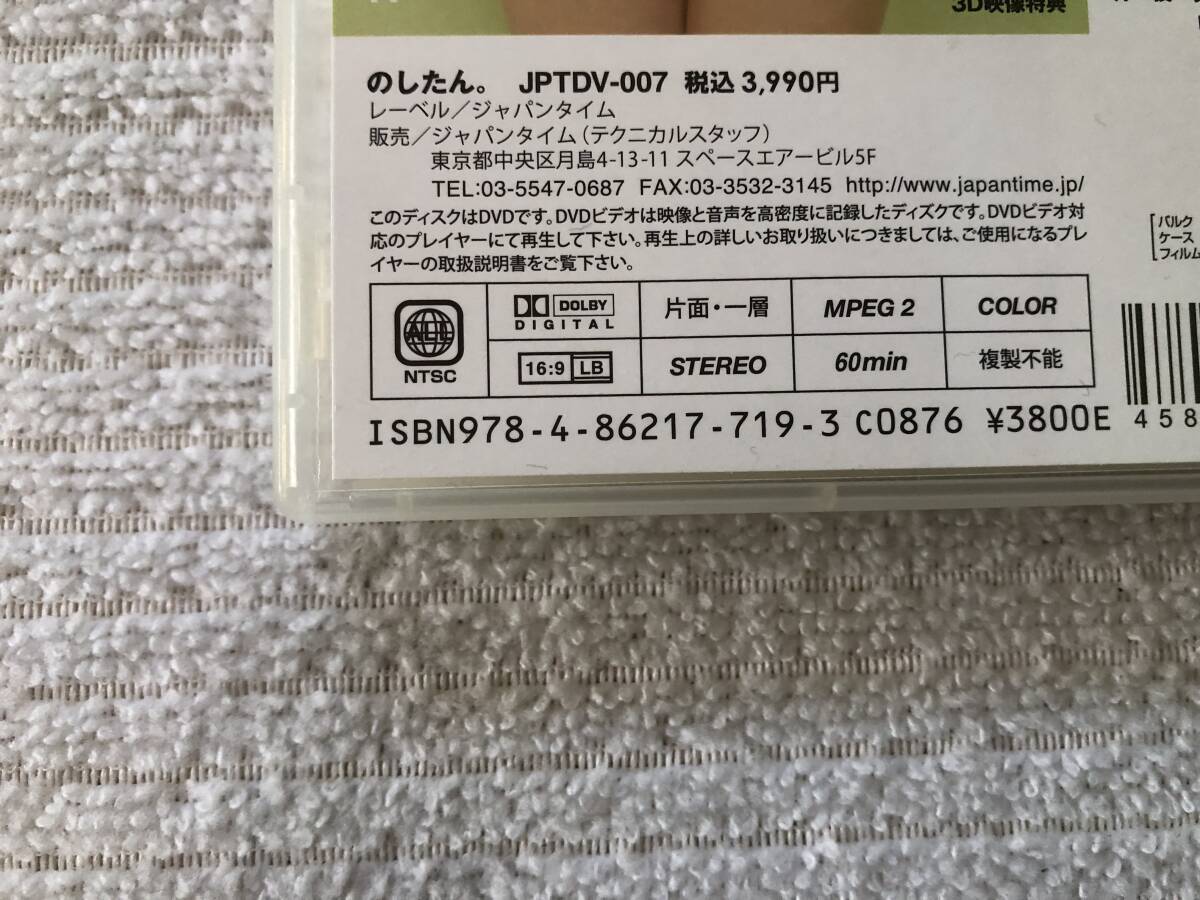 3D映像特典
のしたん。 JPTDV-007 税込 3,990円
レーベル／ジャパンタイム
販売／ジャパンタイム（テクニカルスタッフ）
東京都中央区月島4-13-11 スペースエアービル5F
TEL:03-5547-0687 FAX:03-3532-3145 http://www.japantime.jp/
このディスクはDVDです。DVDビデオは映像と音声を高密度に記録したディズクです。DVDビデオ対
応のプレイヤーにて再生して下さい。再生上の詳しいお取り扱いにつきましては、ご使用になるプレ
イヤーの取扱説明書をご覧下さい。
バルク
ケース
フィルム
ALL
NTSC
DOLBY
DIGITAL
片面・一層
MPEG 2
COLOR
16:9 LB
STEREO
60min
複製不能
ISBN978-4-86217-719-3 C0876 ¥3800E
458